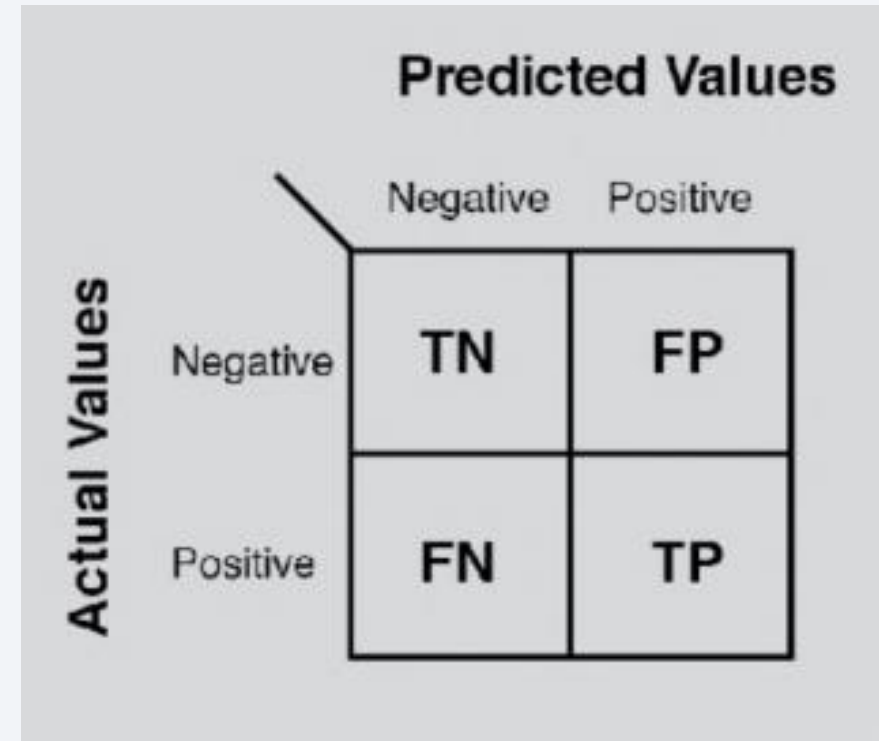 Predicted Values
Negative Positive
Actual Values
Negative TN FP
Positive FN TP